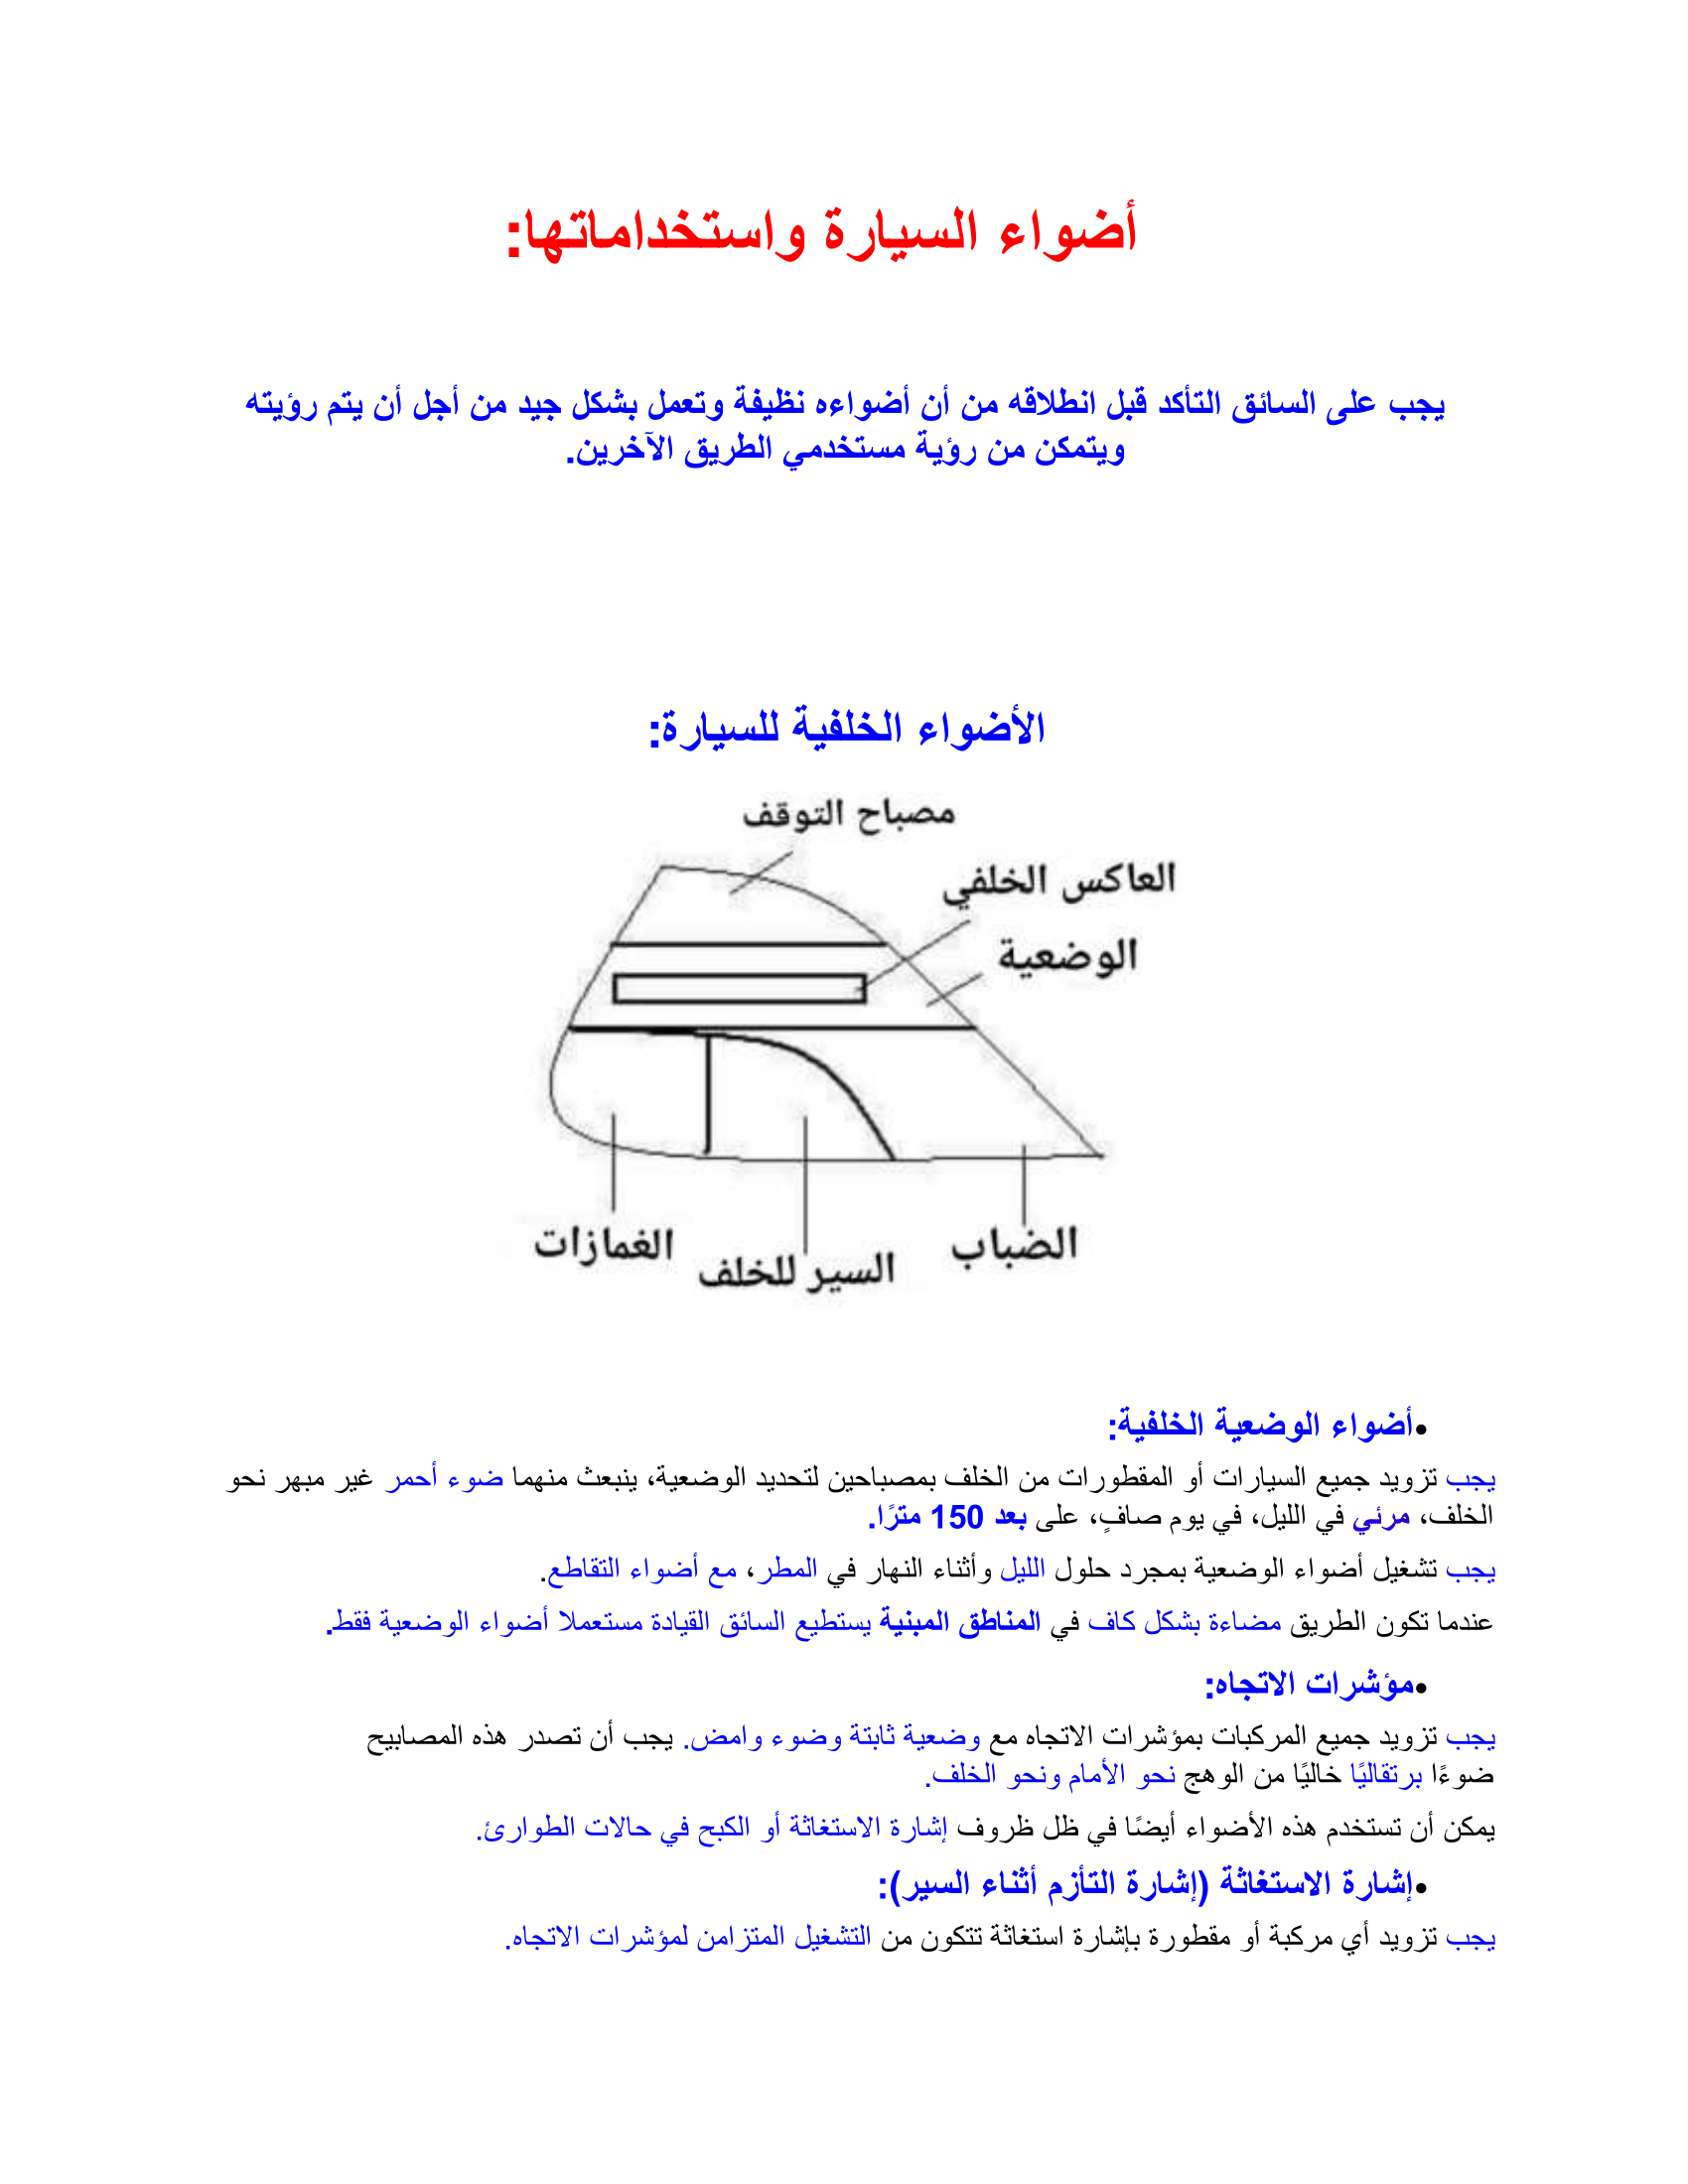 أضواء السيارة واستخداماتها:
يجب على السائق التأكد قبل انطلاقه من أن أضواءه نظيفة وتعمل بشكل جيد من أجل أن يتم رؤيته
ويتمكن من رؤية مستخدمي الطريق الآخرين.
الأضواء الخلفية للسيارة:
مصباح التوقف
العاكس الخلفي
الوضعية
الضباب
السير للخلف
الغمازات
•أضواء الوضعية الخلفية:
يجب تزويد جميع السيارات أو المقطورات من الخلف بمصباحين لتحديد الوضعية، ينبعث منهما ضوء أحمر غير مبهر نحو
الخلف، مرئي في الليل، في يوم صافٍ، على بعد 150 مترًا.
يجب تشغيل أضواء الوضعية بمجرد حلول الليل وأثناء النهار في المطر، مع أضواء التقاطع.
عندما تكون الطريق مضاءة بشكل كاف في المناطق المبنية يستطيع السائق القيادة مستعملا أضواء الوضعية فقط.
•مؤشرات الاتجاه:
يجب تزويد جميع المركبات بمؤشرات الاتجاه مع وضعية ثابتة وضوء وامض. يجب أن تصدر هذه المصابيح
ضوءًا برتقاليًا خاليًا من الوهج نحو الأمام ونحو الخلف.
يمكن أن تستخدم هذه الأضواء أيضًا في ظل ظروف إشارة الاستغاثة أو الكبح في حالات الطوارئ.
•إشارة الاستغاثة (إشارة التأزم أثناء السير):
يجب تزويد أي مركبة أو مقطورة بإشارة استغاثة تتكون من التشغيل المتزامن لمؤشرات الاتجاه.